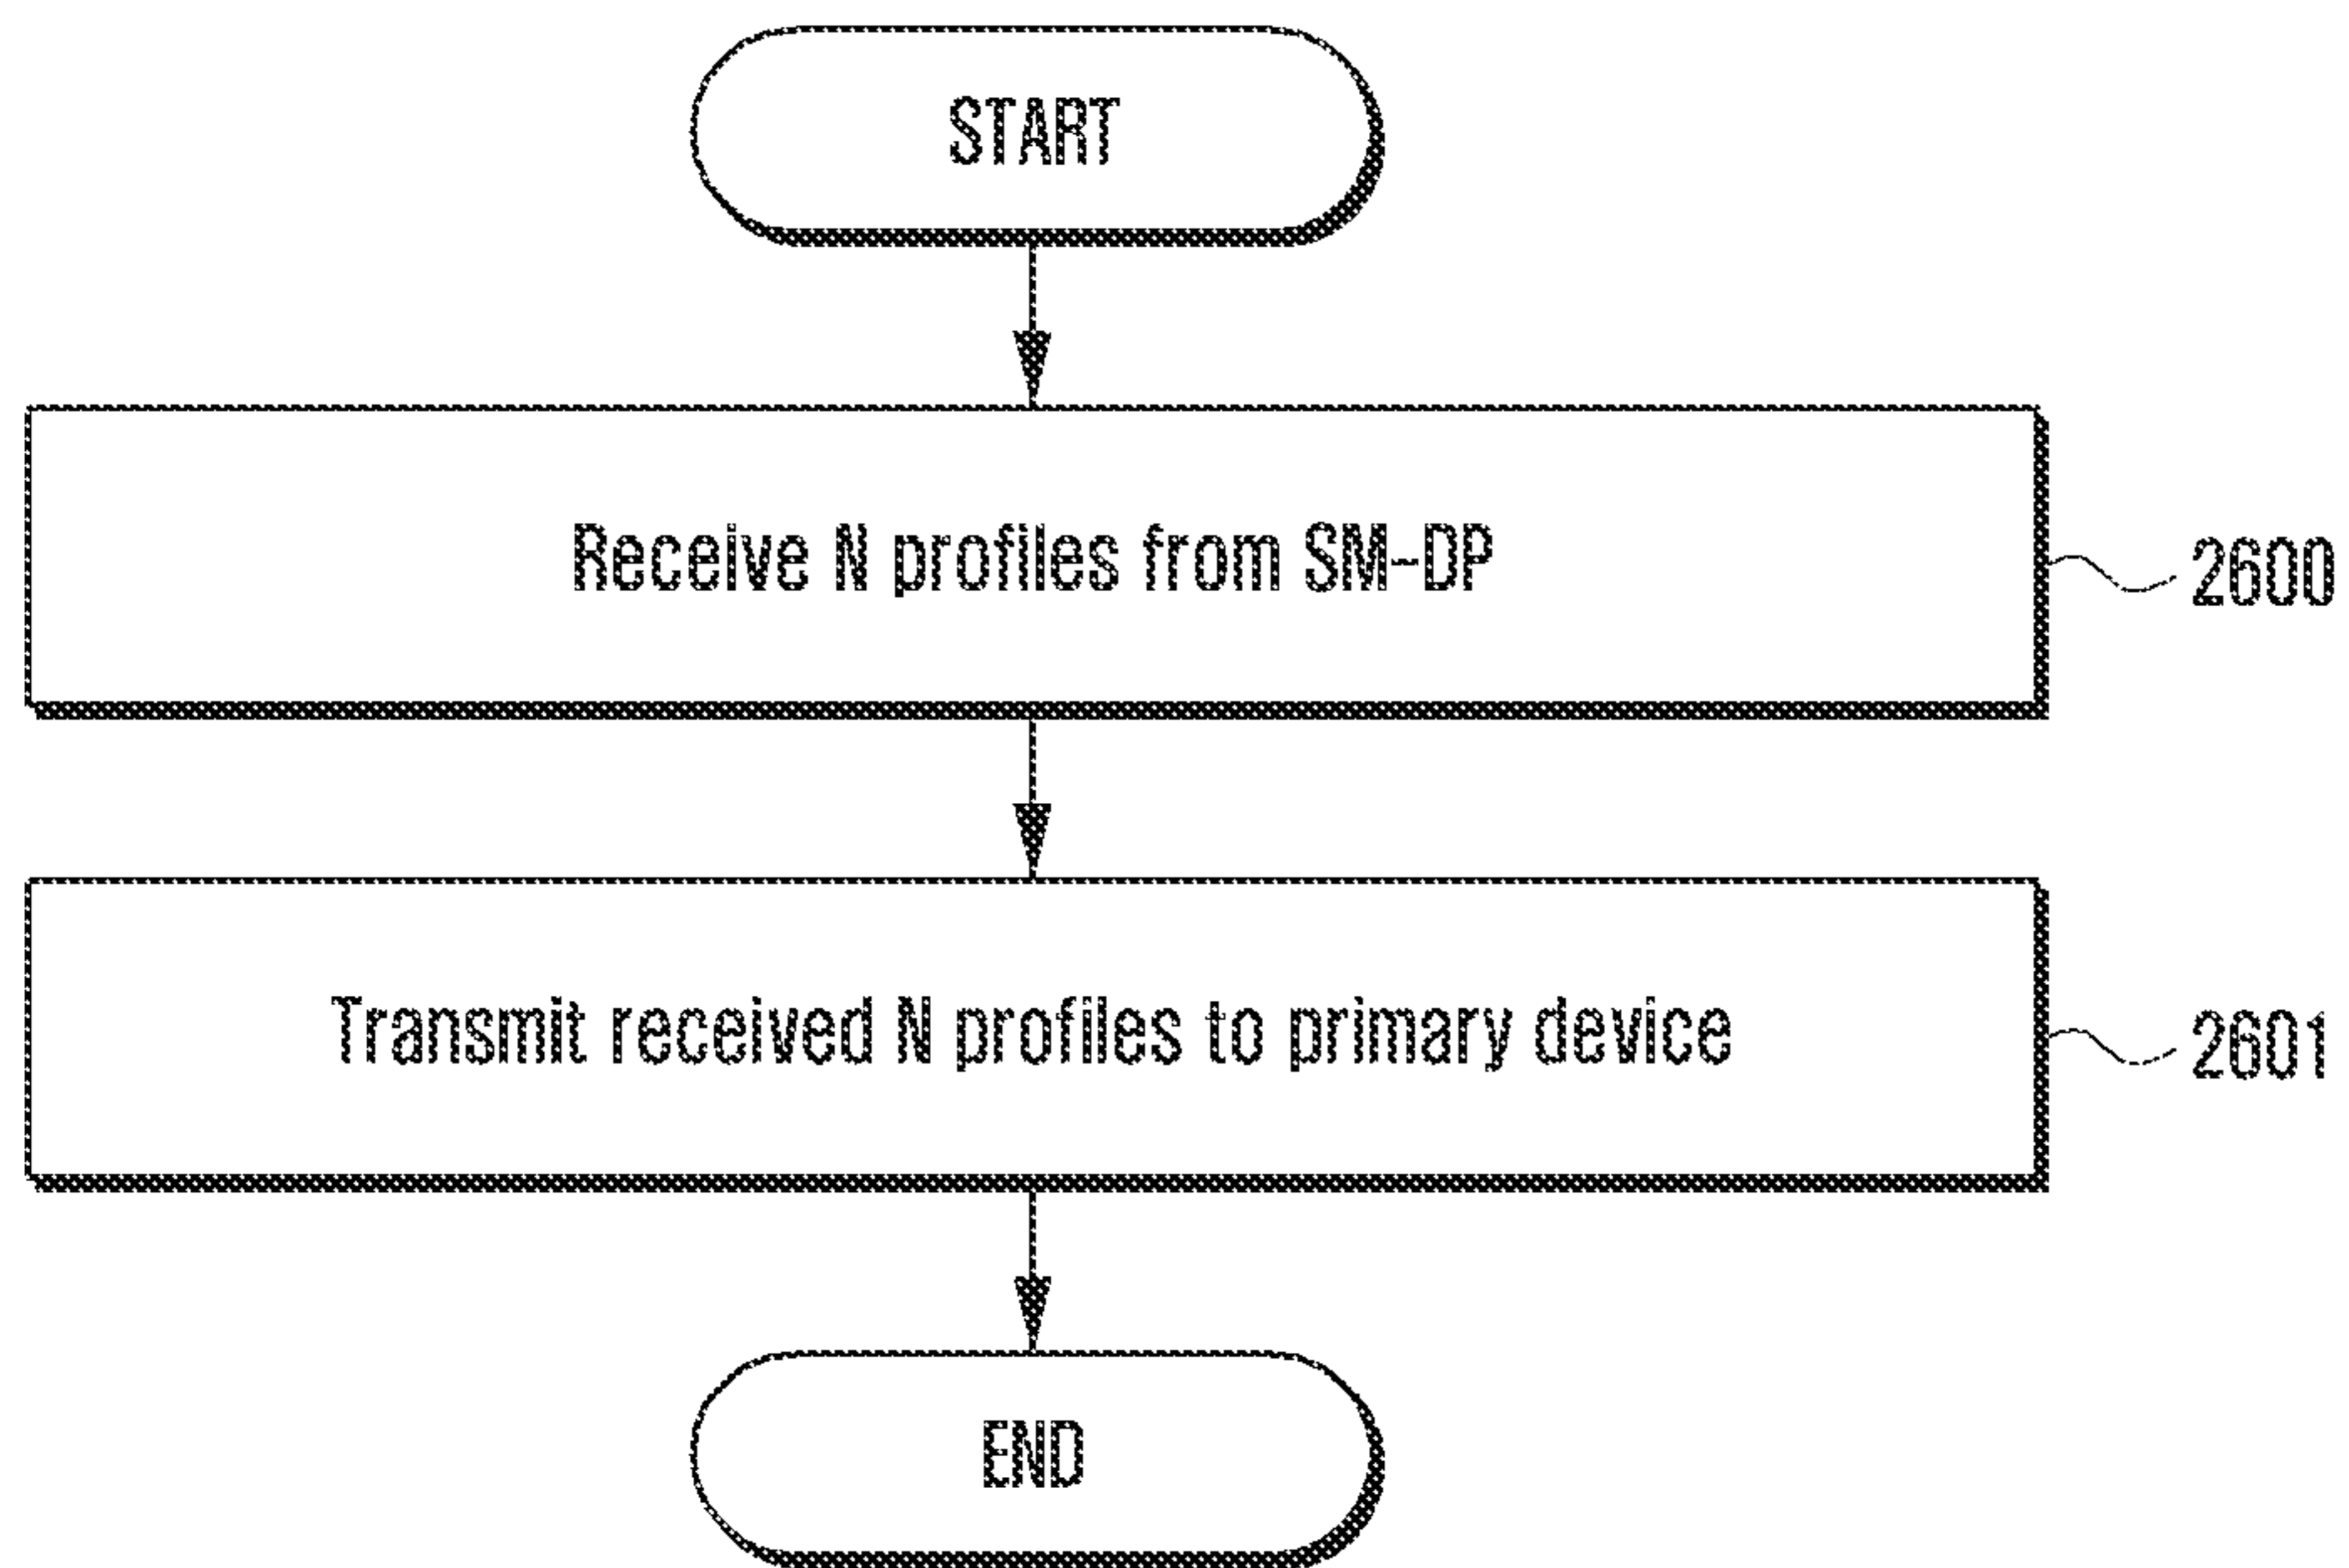 START
Receive N profiles from SM-DP
2600
Transmit received N profiles to primary device
2601
END